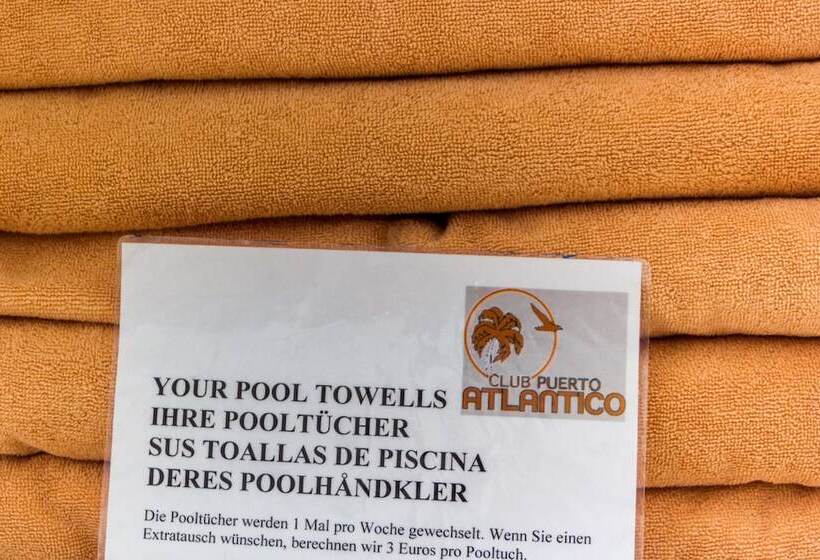 CLUB PUERTO
ATLANTICO
YOUR POOL TOWELLS
IHRE POOLTÜCHER
SUS TOALLAS DE PISCINA
DERES POOLHÅNDKLER
Die Pooltücher werden 1 Mal pro Woche gewechselt. Wenn Sie einen
Extratausch wünschen, berechnen wir 3 Euros pro Pooltuch.